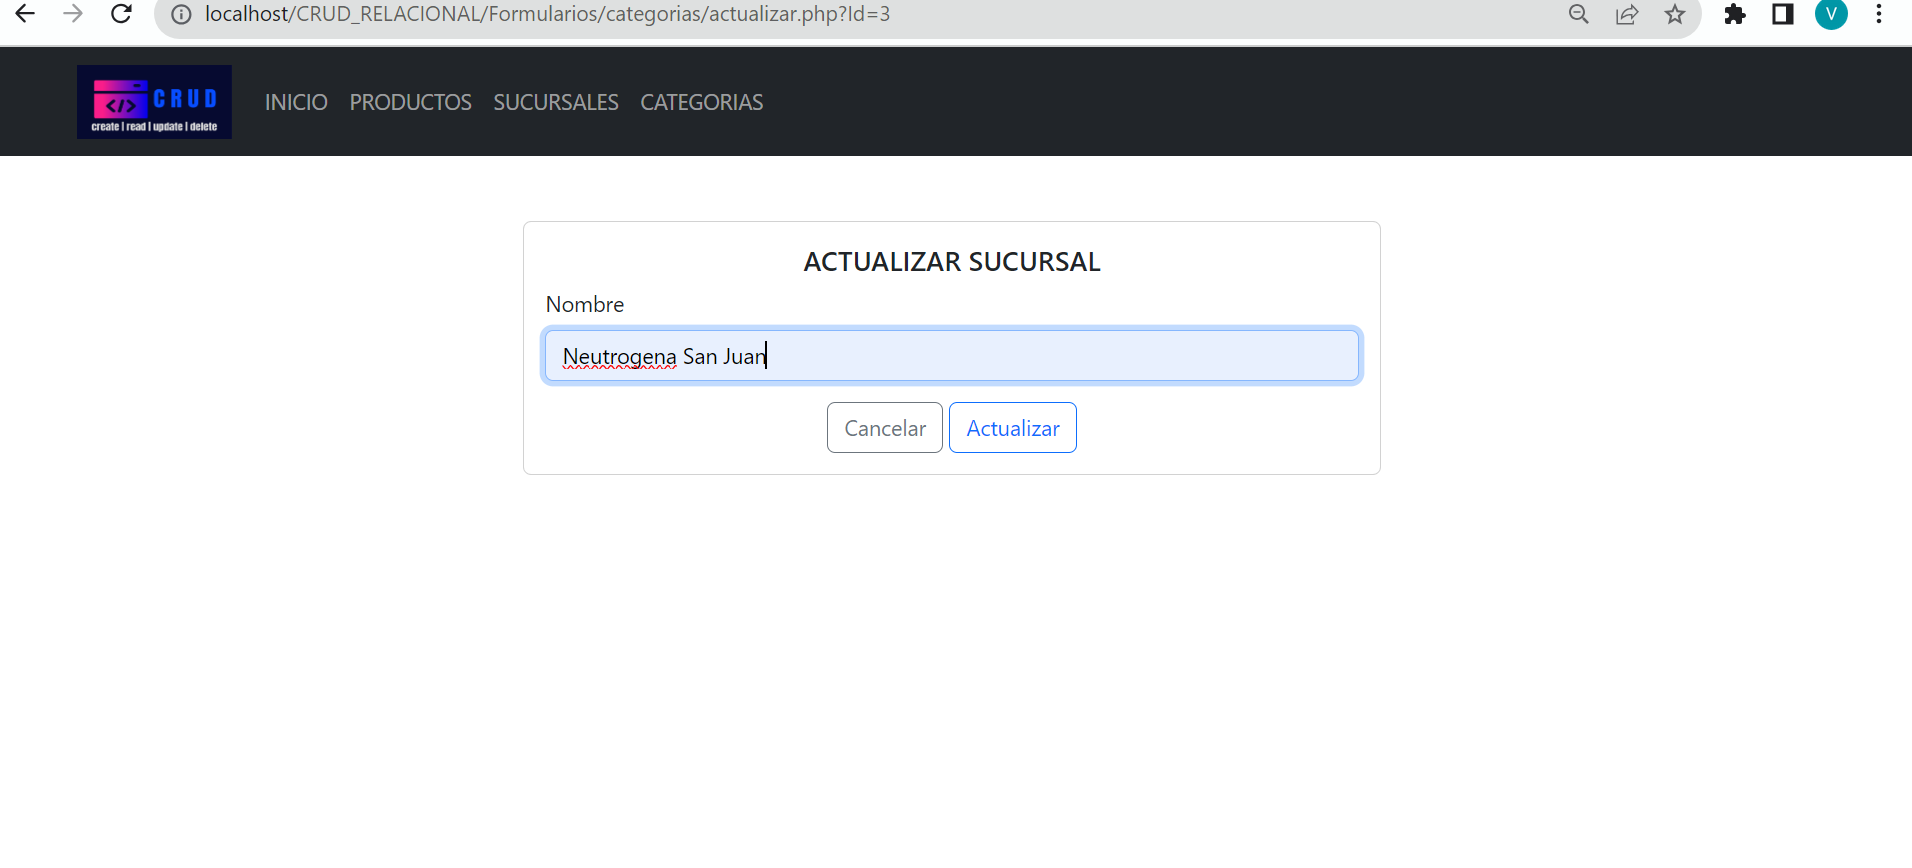 localhost/CRUD_RELACIONAL/Formularios/categorias/actualizar.php?Id=3
V
</> CRUD
create | read | update | delete
INICIO PRODUCTOS SUCURSALES CATEGORIAS
ACTUALIZAR SUCURSAL
Nombre
Neutrogena San Juan
Cancelar Actualizar